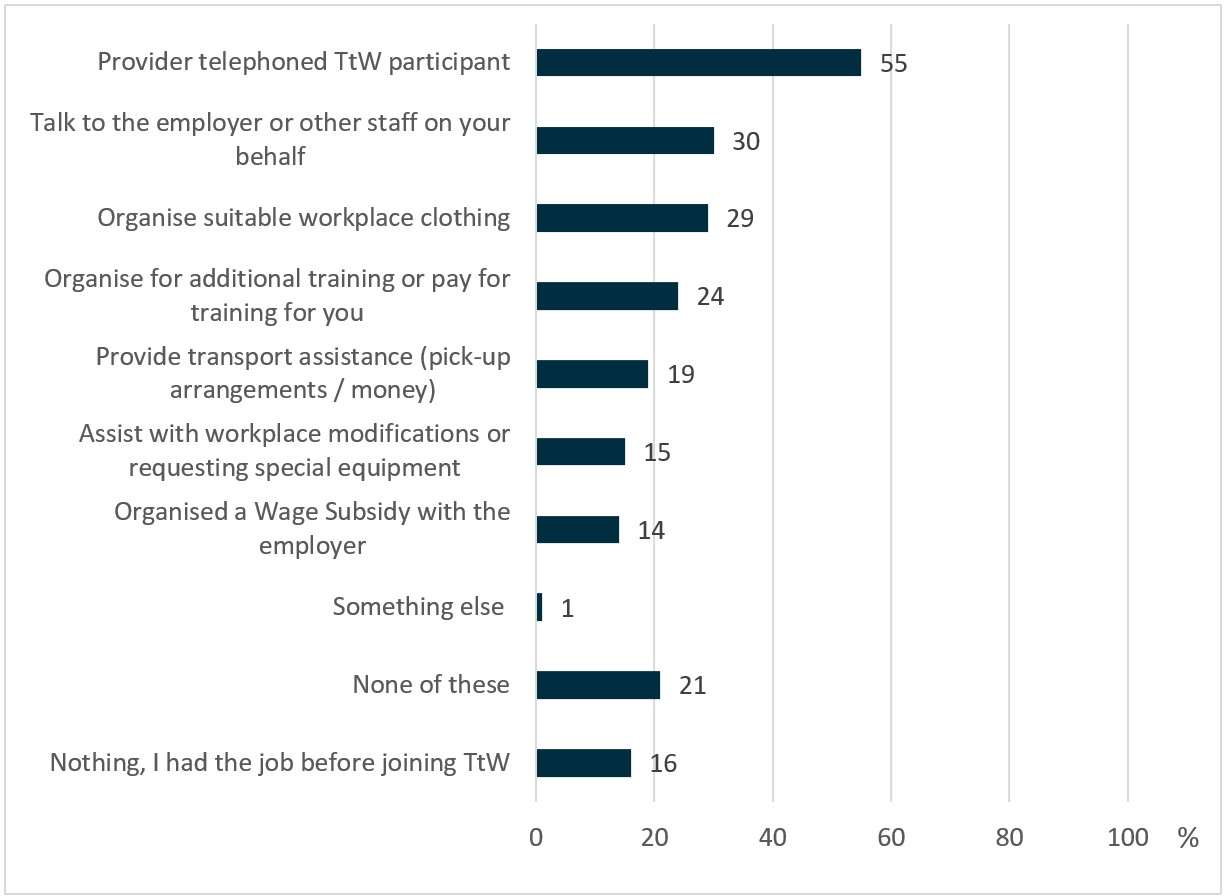 Provider telephoned TtW participant
55
Talk to the employer or other staff on your
behalf
30
Organise suitable workplace clothing
29
Organise for additional training or pay for
training for you
24
Provide transport assistance (pick-up
arrangements / money)
19
Assist with workplace modifications or
requesting special equipment
15
Organised a Wage Subsidy with the
employer
14
Something else
1
None of these
21
Nothing, I had the job before joining TtW
16
0 20 40 60 80 100 %